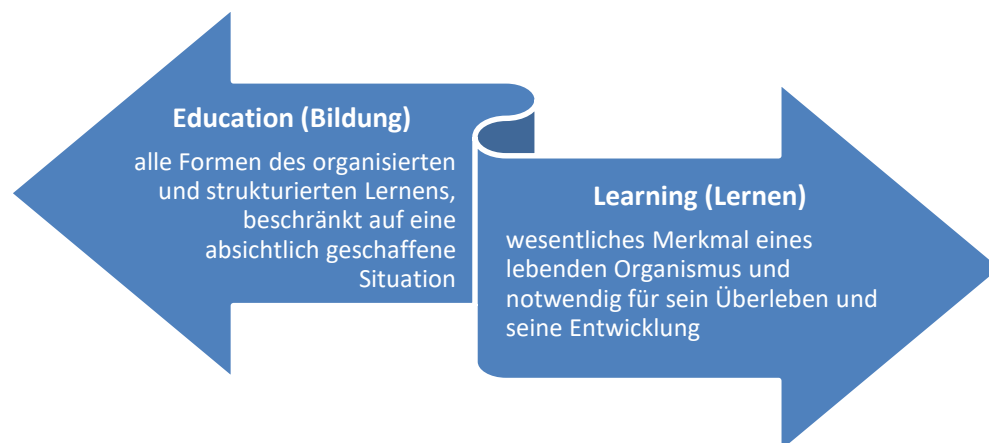 Education (Bildung)
alle Formen des organisierten
und strukturierten Lernens,
beschränkt auf eine
absichtlich geschaffene
Situation
Learning (Lernen)
wesentliches Merkmal eines
lebenden Organismus und
notwendig für sein Überleben und
seine Entwicklung